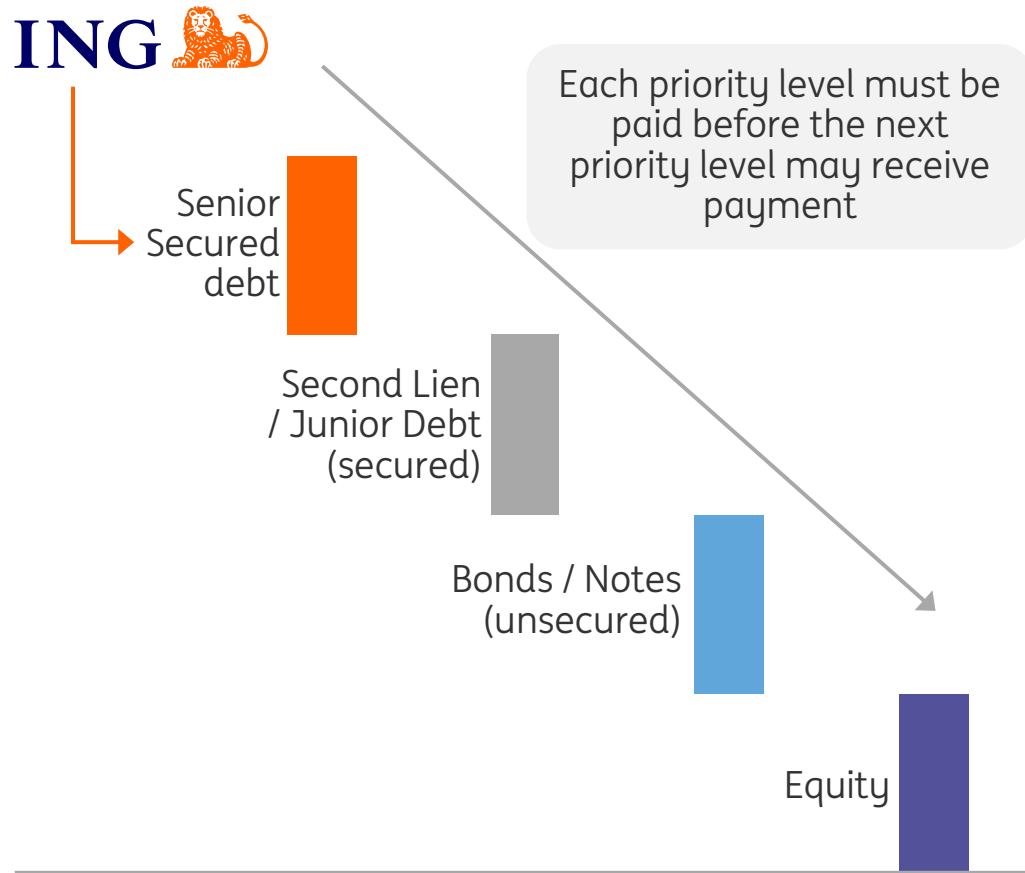 ING
Each priority level must be
paid before the next
priority level may receive
payment
Senior
Secured
debt
Second Lien
/ Junior Debt
(secured)
Bonds / Notes
(unsecured)
Equity